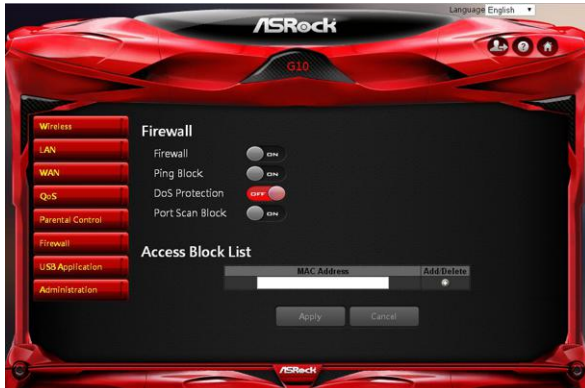 Language English
ASRock
G10
Wireless
LAN
WAN
QoS
Parental Control
Firewall
USB Application
Administration
Firewall
Firewall ON
Ping Block ON
DoS Protection OFF
Port Scan Block ON
Access Block List
MAC Address Add/Delete
Apply Cancel
ASRock